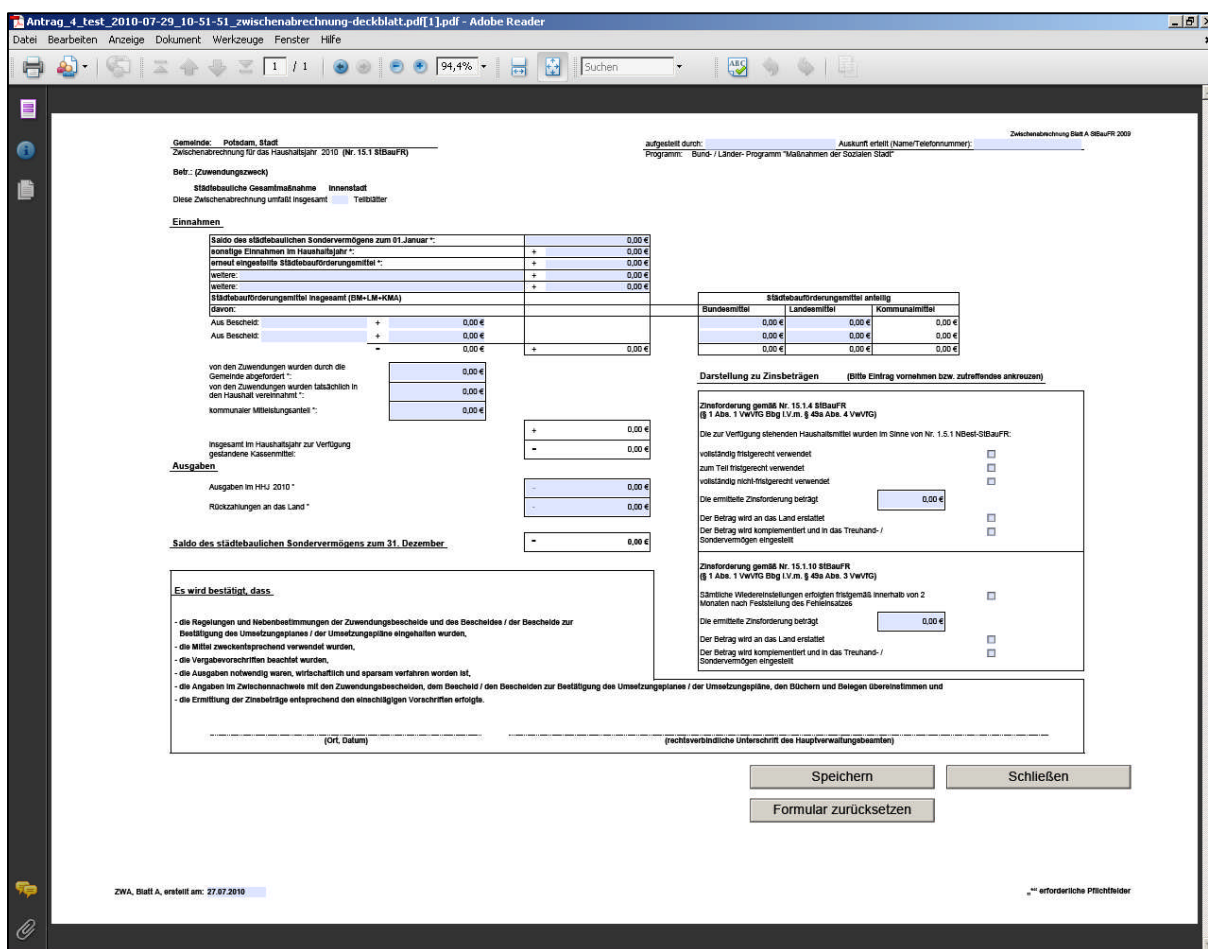 Antrag_4_test_2010-07-29_10-51-51_zwischenabrechnung-deckblatt.pdf[1].pdf - Adobe Reader
Datei Bearbeiten Anzeige Dokument Werkzeuge Fenster Hilfe
1 / 1 94,4% Suchen
Zwischenabrechnung Blatt A StBauFR 2009
Gemeinde: Potsdam, Stadt aufgestellt durch: Auskunft erteilt (Name/Telefonnummer):
Zwischenabrechnung für das Haushaltsjahr 2010 (Nr. 15.1 StBauFR) Programm: Bund- / Länder- Programm "Maßnahmen der Sozialen Stadt"
Betr.: (Zuwendungszweck)
Städtebauliche Gesamtmaßnahme Innenstadt
Diese Zwischenabrechnung umfaßt insgesamt Teilblätter
Einnahmen
Saldo des städtebaulichen Sondervermögens zum 01.Januar *: 0,00 €
sonstige Einnahmen im Haushaltsjahr *: + 0,00 €
erneut eingestellte Städtebauförderungsmittel *: + 0,00 €
weitere: + 0,00 €
weitere: + 0,00 €
Städtebauförderungsmittel insgesamt (BM+LM+KMA) Städtebauförderungsmittel anteilig
davon: Bundesmittel Landesmittel Kommunalmittel
Aus Bescheid: + 0,00 € 0,00 € 0,00 € 0,00 €
Aus Bescheid: + 0,00 € 0,00 € 0,00 € 0,00 €
= 0,00 € + 0,00 € 0,00 € 0,00 € 0,00 €
von den Zuwendungen wurden durch die
Gemeinde abgefordert *: 0,00 €
von den Zuwendungen wurden tatsächlich in
den Haushalt vereinnahmt *: 0,00 €
kommunaler Mitleistungsanteil *: 0,00 €
+ 0,00 €
insgesamt im Haushaltsjahr zur Verfügung
gestandene Kassenmittel: = 0,00 €
Ausgaben
Ausgaben im HHJ 2010 * - 0,00 €
Rückzahlungen an das Land * - 0,00 €
Saldo des städtebaulichen Sondervermögens zum 31. Dezember = 0,00 €
Darstellung zu Zinsbeträgen (Bitte Eintrag vornehmen bzw. zutreffendes ankreuzen)
Zinsforderung gemäß Nr. 15.1.4 StBauFR
(§ 1 Abs. 1 VwVfG Bbg i.V.m. § 49a Abs. 4 VwVfG)
Die zur Verfügung stehenden Haushaltsmittel wurden im Sinne von Nr. 1.5.1 NBest-StBauFR:
vollständig fristgerecht verwendet
zum Teil fristgerecht verwendet
vollständig nicht-fristgerecht verwendet
Die ermittelte Zinsforderung beträgt 0,00 €
Der Betrag wird an das Land erstattet
Der Betrag wird komplementiert und in das Treuhand- /
Sondervermögen eingestellt
Zinsforderung gemäß Nr. 15.1.10 StBauFR
(§ 1 Abs. 1 VwVfG Bbg i.V.m. § 49a Abs. 3 VwVfG)
Sämtliche Wiedereinstellungen erfolgten fristgemäß innerhalb von 2
Monaten nach Feststellung des Fehleinsatzes
Die ermittelte Zinsforderung beträgt 0,00 €
Der Betrag wird an das Land erstattet
Der Betrag wird komplementiert und in das Treuhand- /
Sondervermögen eingestellt
Es wird bestätigt, dass
- die Regelungen und Nebenbestimmungen der Zuwendungsbescheide und des Bescheides / der Bescheide zur
Bestätigung des Umsetzungsplanes / der Umsetzungspläne eingehalten wurden,
- die Mittel zweckentsprechend verwendet wurden,
- die Vergabevorschriften beachtet wurden,
- die Ausgaben notwendig waren, wirtschaftlich und sparsam verfahren worden ist,
- die Angaben im Zwischennachweis mit den Zuwendungsbescheiden, dem Bescheid / den Bescheiden zur Bestätigung des Umsetzungsplanes / der Umsetzungspläne, den Büchern und Belegen übereinstimmen und
- die Ermittlung der Zinsbeträge entsprechend den einschlägigen Vorschriften erfolgte.
(Ort, Datum) (rechtsverbindliche Unterschrift des Hauptverwaltungsbeamten)
Speichern Schließen
Formular zurücksetzen
ZWA, Blatt A, erstellt am: 27.07.2010 „*“ erforderliche Pflichtfelder